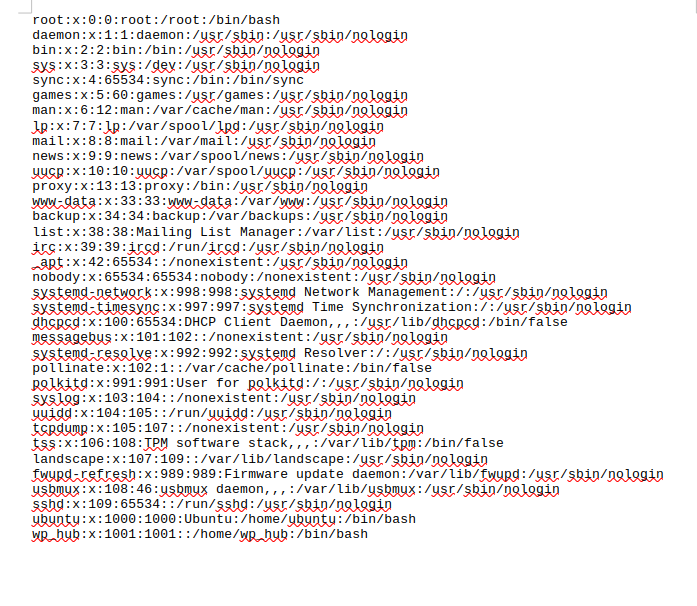 root:x:0:0:root:/root:/bin/bash
daemon:x:1:1:daemon:/usr/sbin:/usr/sbin/nologin
bin:x:2:2:bin:/bin:/usr/sbin/nologin
sys:x:3:3:sys:/dev:/usr/sbin/nologin
sync:x:4:65534:sync:/bin:/bin/sync
games:x:5:60:games:/usr/games:/usr/sbin/nologin
man:x:6:12:man:/var/cache/man:/usr/sbin/nologin
lp:x:7:7:lp:/var/spool/lpd:/usr/sbin/nologin
mail:x:8:8:mail:/var/mail:/usr/sbin/nologin
news:x:9:9:news:/var/spool/news:/usr/sbin/nologin
uucp:x:10:10:uucp:/var/spool/uucp:/usr/sbin/nologin
proxy:x:13:13:proxy:/bin:/usr/sbin/nologin
www-data:x:33:33:www-data:/var/www:/usr/sbin/nologin
backup:x:34:34:backup:/var/backups:/usr/sbin/nologin
list:x:38:38:Mailing List Manager:/var/list:/usr/sbin/nologin
irc:x:39:39:ircd:/run/ircd:/usr/sbin/nologin
_apt:x:42:65534::/nonexistent:/usr/sbin/nologin
nobody:x:65534:65534:nobody:/nonexistent:/usr/sbin/nologin
systemd-network:x:998:998:systemd Network Management:/:/usr/sbin/nologin
systemd-timesync:x:997:997:systemd Time Synchronization:/:/usr/sbin/nologin
dhcpcd:x:100:65534:DHCP Client Daemon,,,:/usr/lib/dhcpcd:/bin/false
messagebus:x:101:102::/nonexistent:/usr/sbin/nologin
systemd-resolve:x:992:992:systemd Resolver:/:/usr/sbin/nologin
pollinate:x:102:1::/var/cache/pollinate:/bin/false
polkitd:x:991:991:User for polkitd:/:/usr/sbin/nologin
syslog:x:103:104::/nonexistent:/usr/sbin/nologin
uuidd:x:104:105::/run/uuidd:/usr/sbin/nologin
tcpdump:x:105:107::/nonexistent:/usr/sbin/nologin
tss:x:106:108:TPM software stack,,,:/var/lib/tpm:/bin/false
landscape:x:107:109::/var/lib/landscape:/usr/sbin/nologin
fwupd-refresh:x:989:989:Firmware update daemon:/var/lib/fwupd:/usr/sbin/nologin
usbmux:x:108:46:usbmux daemon,,,:/var/lib/usbmux:/usr/sbin/nologin
sshd:x:109:65534::/run/sshd:/usr/sbin/nologin
ubuntu:x:1000:1000:Ubuntu:/home/ubuntu:/bin/bash
wp_hub:x:1001:1001::/home/wp_hub:/bin/bash